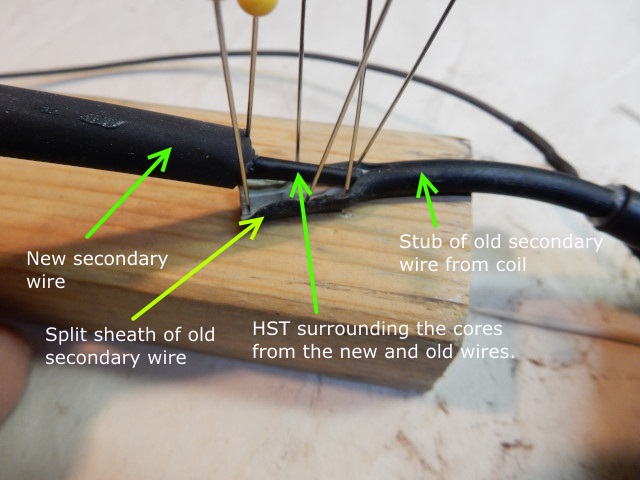 New secondary
wire
Split sheath of old
secondary wire
HST surrounding the cores
from the new and old wires.
Stub of old secondary
wire from coil